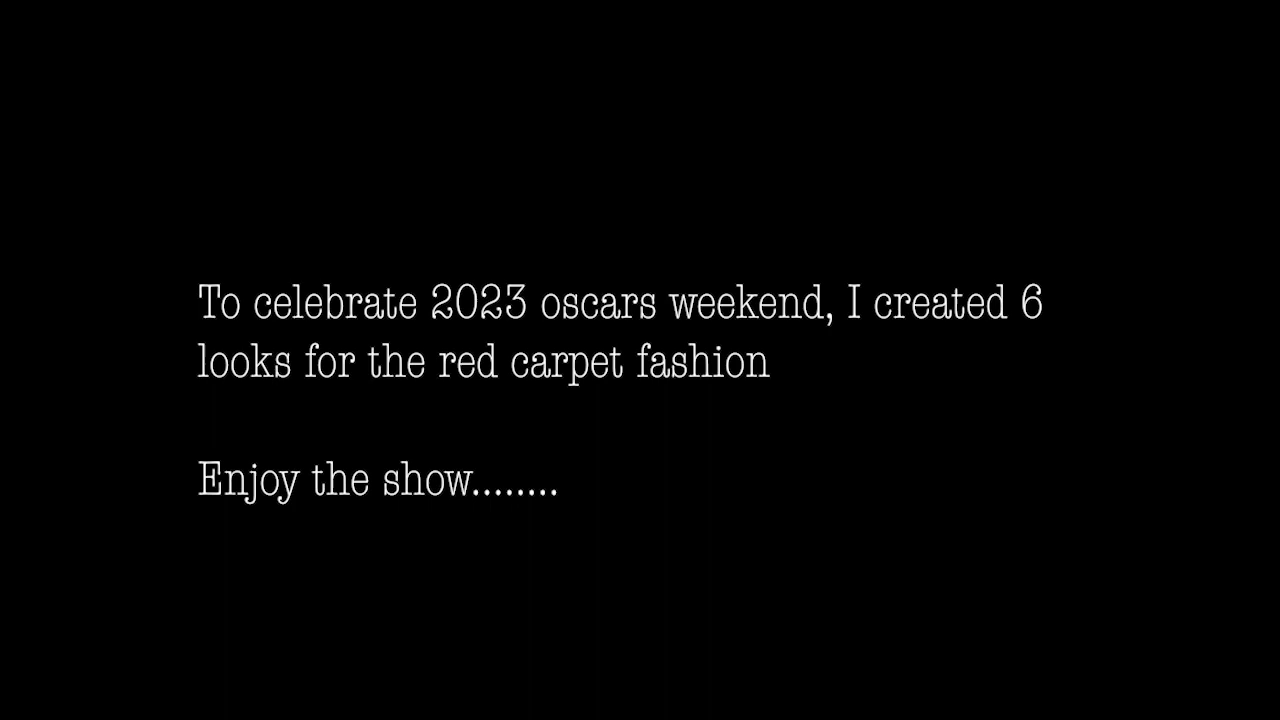 To celebrate 2023 oscars weekend, I created 6
looks for the red carpet fashion
Enjoy the show........